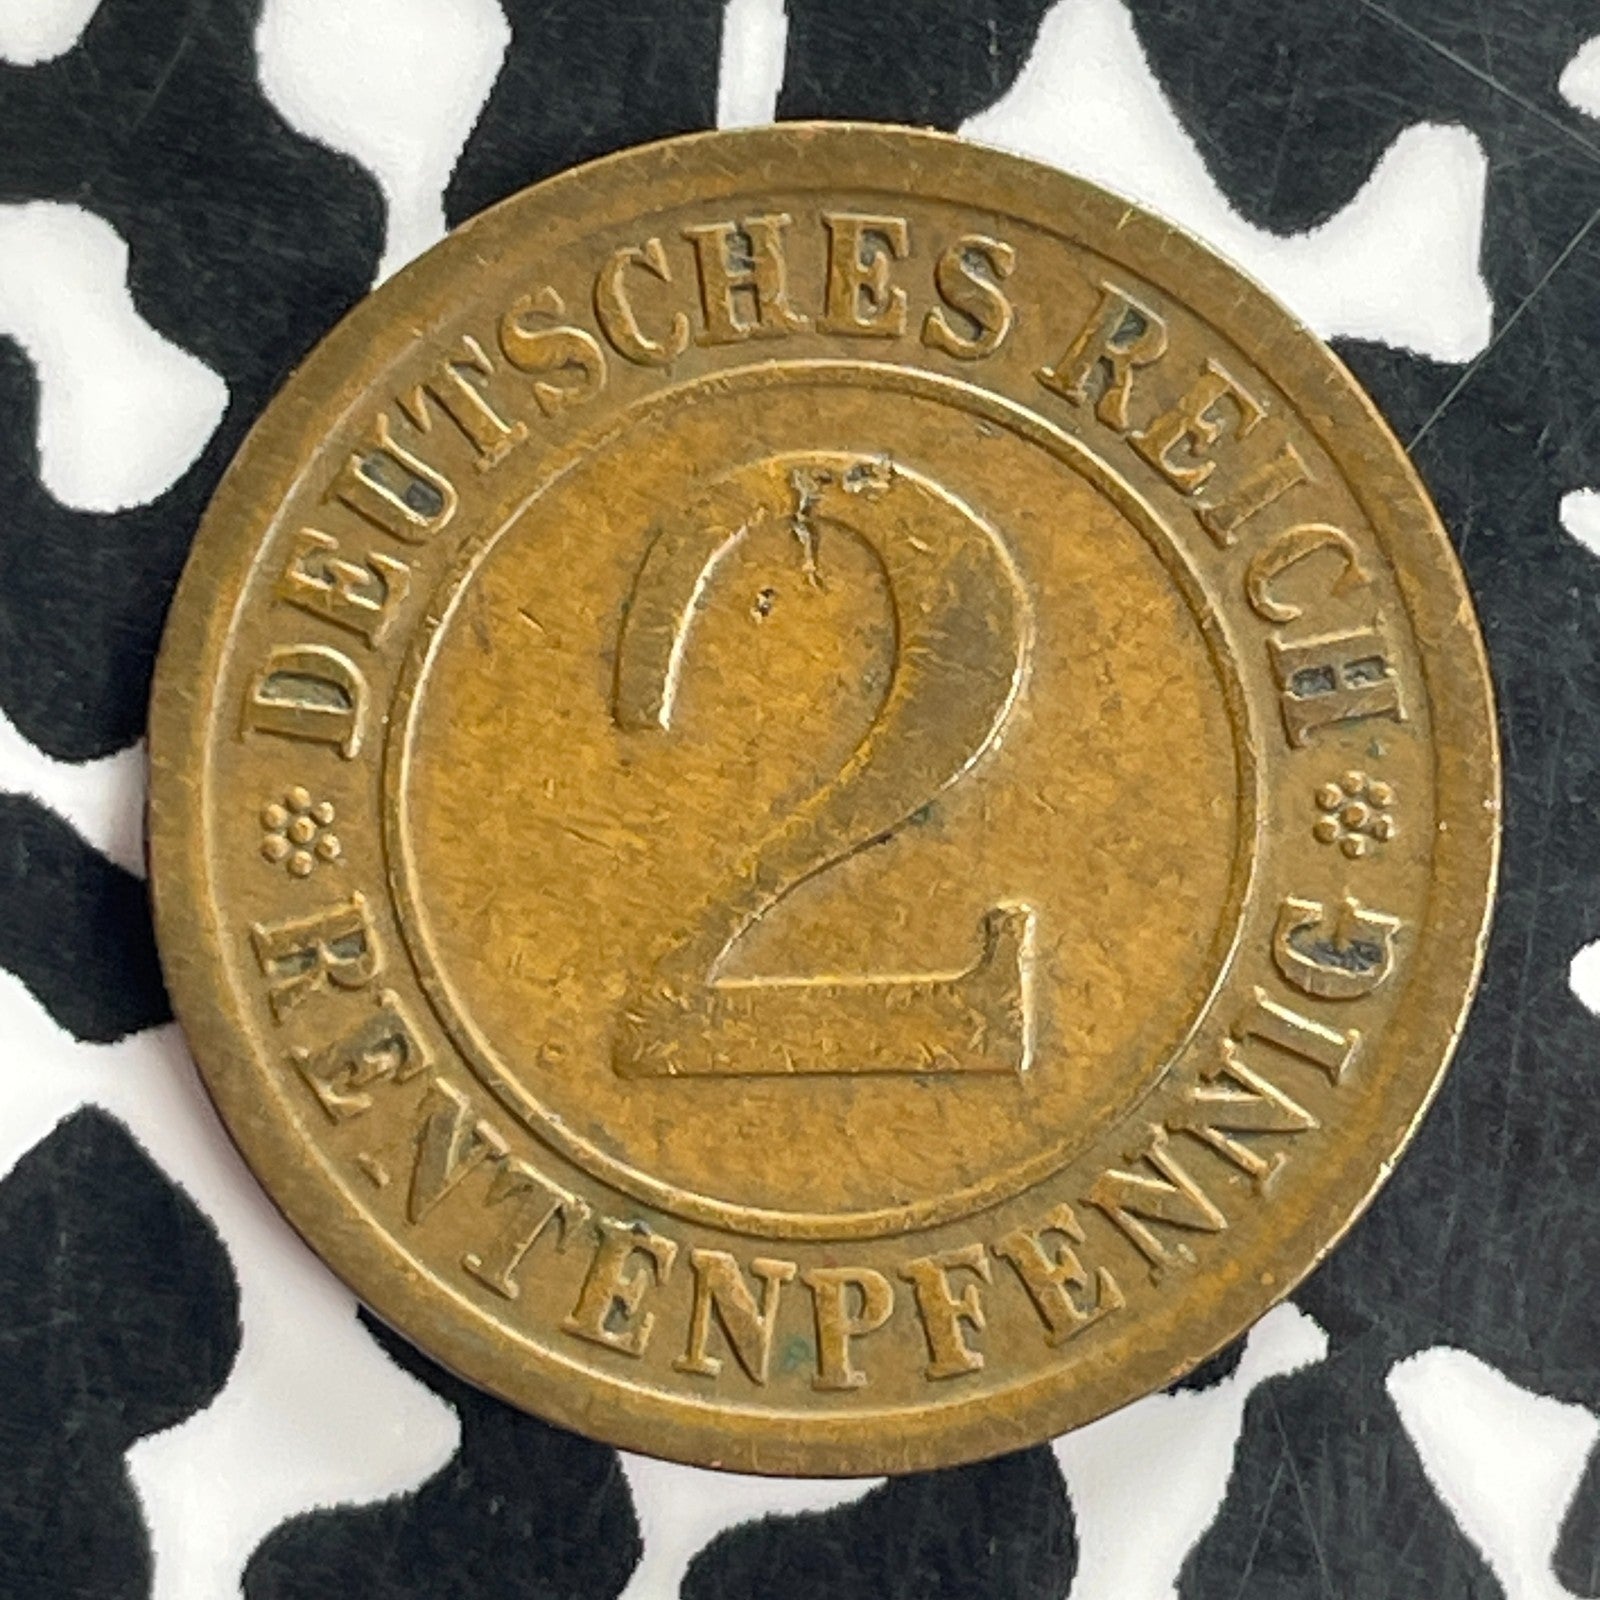 DEUTSCHES REICH
2
RENTENPFENNIG